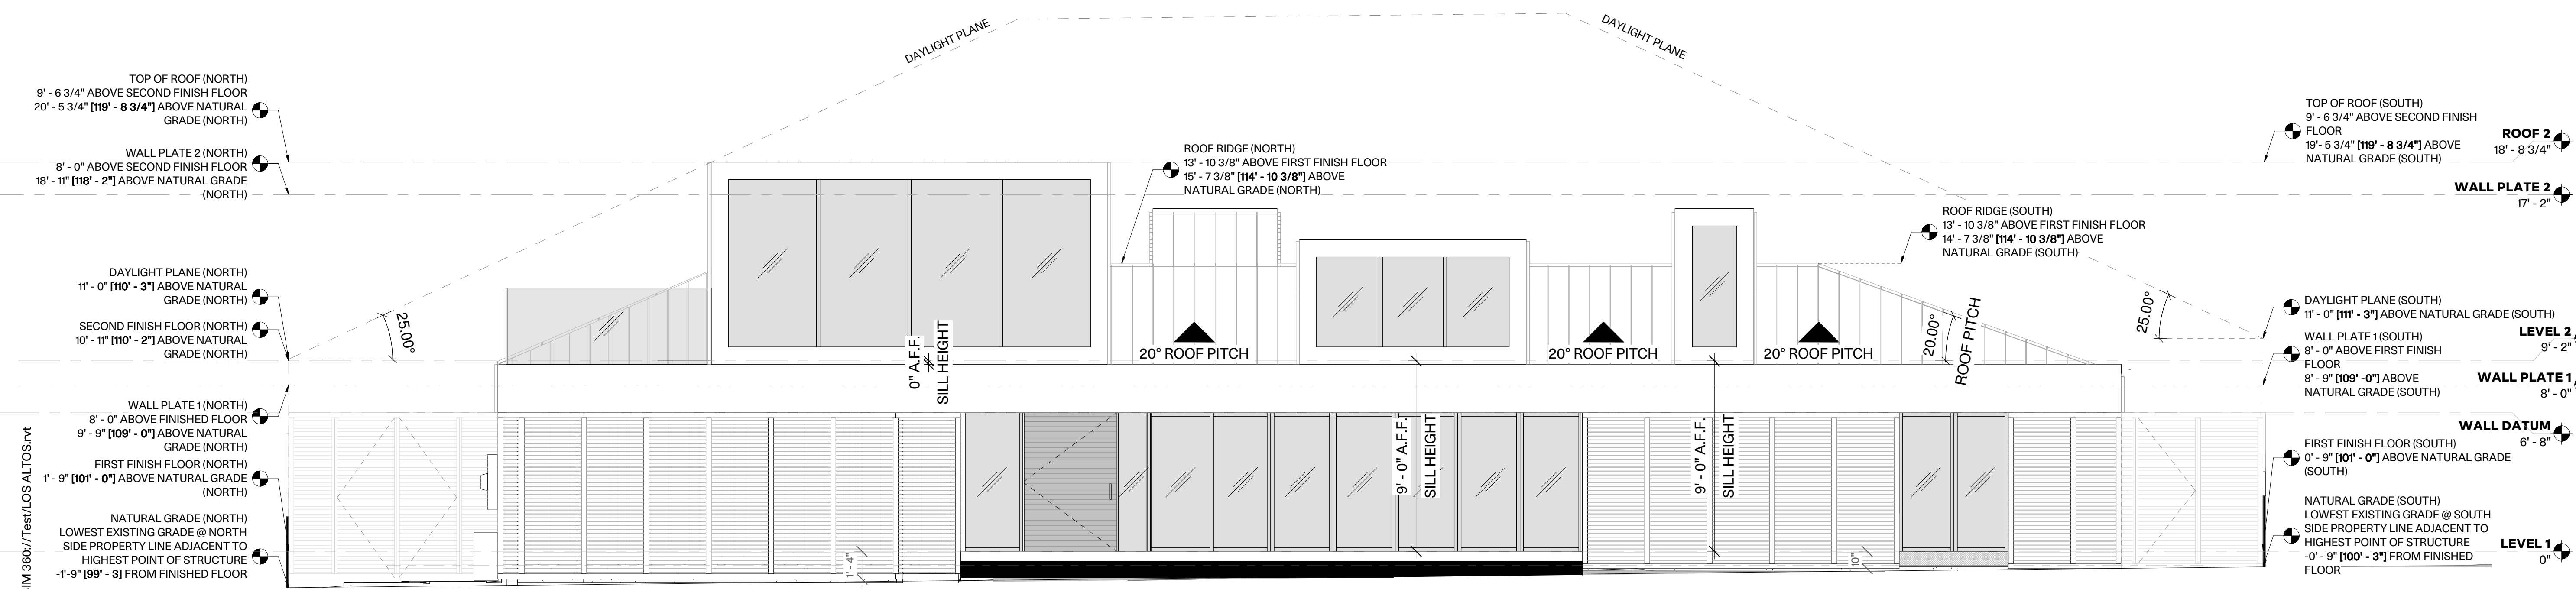 DAYLIGHT PLANE
DAYLIGHT PLANE
TOP OF ROOF (NORTH)
9' - 6 3/4" ABOVE SECOND FINISH FLOOR
20' - 5 3/4" [119' - 8 3/4"] ABOVE NATURAL
GRADE (NORTH)
WALL PLATE 2 (NORTH)
8' - 0" ABOVE SECOND FINISH FLOOR
18' - 11" [118' - 2"] ABOVE NATURAL GRADE
(NORTH)
DAYLIGHT PLANE (NORTH)
11' - 0" [110' - 3"] ABOVE NATURAL
GRADE (NORTH)
SECOND FINISH FLOOR (NORTH)
10' - 11" [110' - 2"] ABOVE NATURAL
GRADE (NORTH)
WALL PLATE 1 (NORTH)
8' - 0" ABOVE FINISHED FLOOR
9' - 9" [109' - 0"] ABOVE NATURAL
GRADE (NORTH)
FIRST FINISH FLOOR (NORTH)
1' - 9" [101' - 0"] ABOVE NATURAL GRADE
(NORTH)
NATURAL GRADE (NORTH)
LOWEST EXISTING GRADE @ NORTH
SIDE PROPERTY LINE ADJACENT TO
HIGHEST POINT OF STRUCTURE
-1'-9" [99' - 3] FROM FINISHED FLOOR
BIM 360://Test/LOS ALTOS.rvt
25.00°
ROOF RIDGE (NORTH)
13' - 10 3/8" ABOVE FIRST FINISH FLOOR
15' - 7 3/8" [114' - 10 3/8"] ABOVE
NATURAL GRADE (NORTH)
0" A.F.F.
SILL HEIGHT
20° ROOF PITCH
20° ROOF PITCH
20° ROOF PITCH
9' - 0" A.F.F.
SILL HEIGHT
9' - 0" A.F.F.
SILL HEIGHT
1' - 4"
10"
20.00°
ROOF PITCH
ROOF RIDGE (SOUTH)
13' - 10 3/8" ABOVE FIRST FINISH FLOOR
14' - 7 3/8" [114' - 10 3/8"] ABOVE
NATURAL GRADE (SOUTH)
25.00°
TOP OF ROOF (SOUTH)
9' - 6 3/4" ABOVE SECOND FINISH
FLOOR
19'- 5 3/4" [119' - 8 3/4"] ABOVE
NATURAL GRADE (SOUTH)
DAYLIGHT PLANE (SOUTH)
11' - 0" [111' - 3"] ABOVE NATURAL GRADE (SOUTH)
WALL PLATE 1 (SOUTH)
8' - 0" ABOVE FIRST FINISH
FLOOR
8' - 9" [109' -0"] ABOVE
NATURAL GRADE (SOUTH)
FIRST FINISH FLOOR (SOUTH)
0' - 9" [101' - 0"] ABOVE NATURAL GRADE
(SOUTH)
NATURAL GRADE (SOUTH)
LOWEST EXISTING GRADE @ SOUTH
SIDE PROPERTY LINE ADJACENT TO
HIGHEST POINT OF STRUCTURE
-0' - 9" [100' - 3"] FROM FINISHED
FLOOR
ROOF 2
18' - 8 3/4"
WALL PLATE 2
17' - 2"
LEVEL 2
9' - 2"
WALL PLATE 1
8' - 0"
WALL DATUM
6' - 8"
LEVEL 1
0"